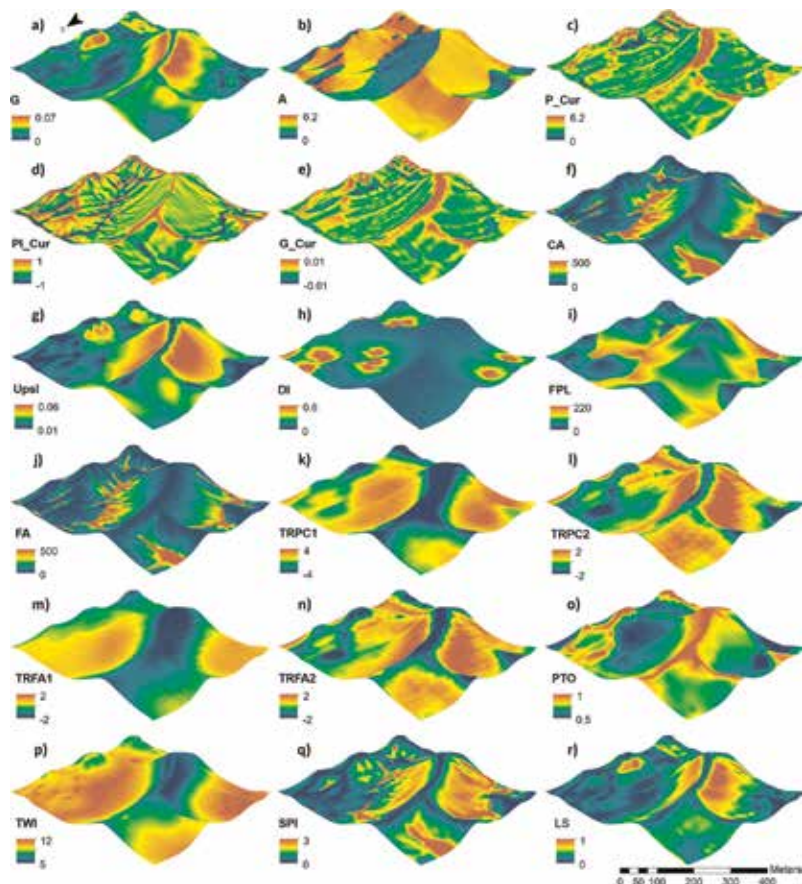 a) b) c)
G A P_Cur
0.07 6.2 6.2
0 0 0
d) e) f)
Pl_Cur G_Cur CA
1 0.01 500
-1 -0.01 0
g) h) i)
Upsl DI FPL
0.06 0.6 220
0.01 0 0
j) k) l)
FA TRPC1 TRPC2
500 4 2
0 -4 -2
m) n) o)
TRFA1 TRFA2 PTO
2 2 1
-2 -2 0.5
p) q) r)
TWI SPI LS
12 3 1
5 0 0
Meters
0 50 100 200 300 400